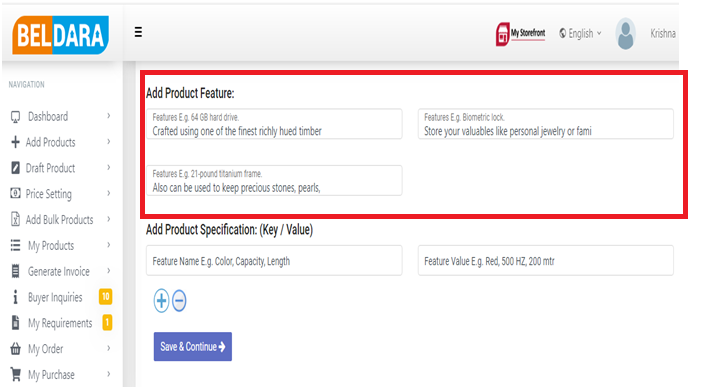 BELDARA
My Storefront
English
Krishna
NAVIGATION
Dashboard
Add Products
Draft Product
Price Setting
Add Bulk Products
My Products
Generate Invoice
Buyer Inquiries 10
My Requirements 1
My Order
My Purchase
Add Product Feature:
Features E.g. 64 GB hard drive.
Crafted using one of the finest richly hued timber
Features E.g. Biometric lock.
Store your valuables like personal jewelry or fami
Features E.g. 21-pound titanium frame.
Also can be used to keep precious stones, pearls,
Add Product Specification: (Key / Value)
Feature Name E.g. Color, Capacity, Length
Feature Value E.g. Red, 500 HZ, 200 mtr
Save & Continue